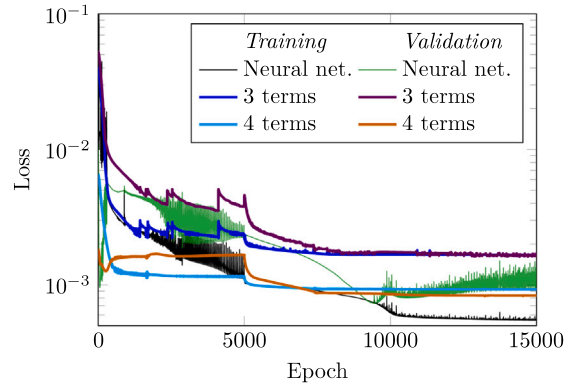 10⁻¹
Training Validation
Neural net. Neural net.
3 terms 3 terms
4 terms 4 terms
10⁻²
Loss
10⁻³
0 5000 10000 15000
Epoch